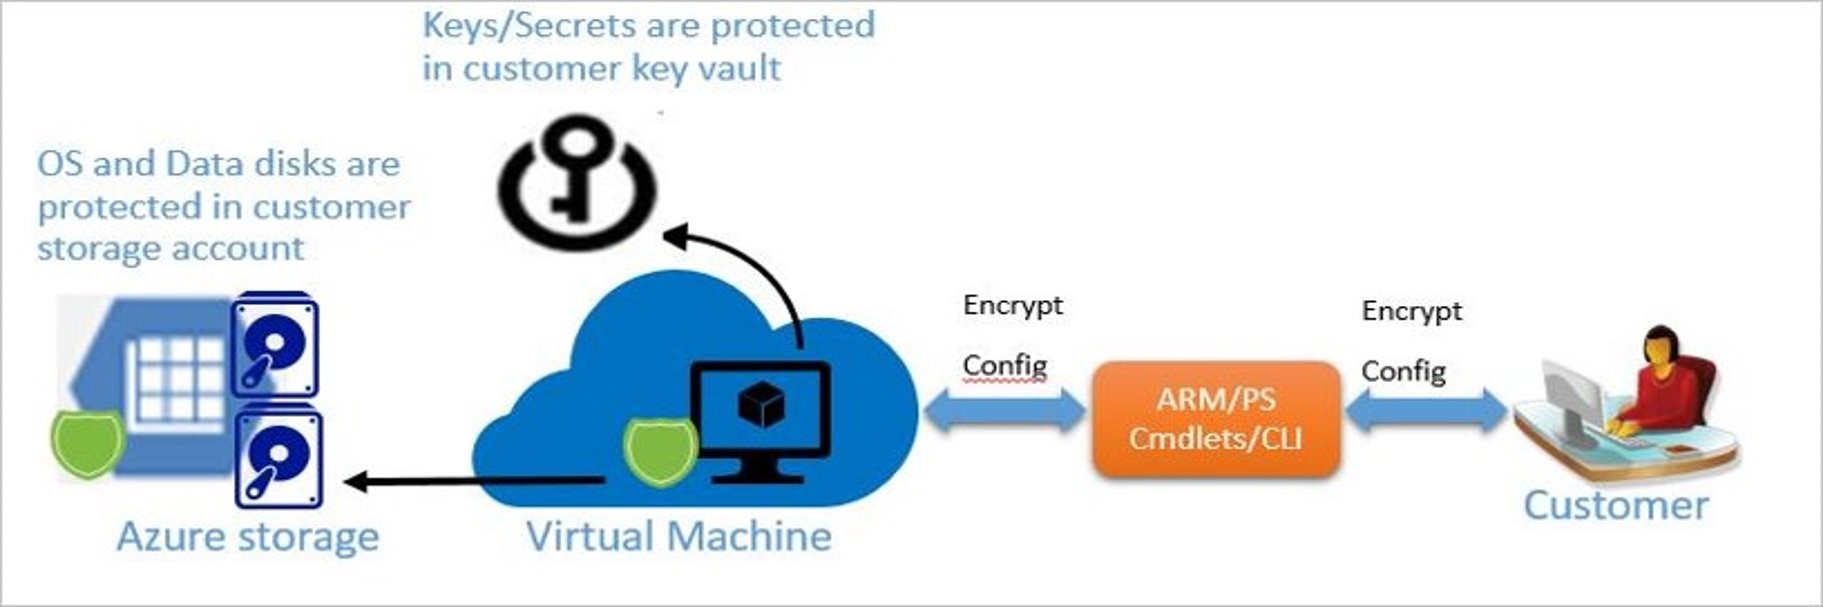 Keys/Secrets are protected
in customer key vault
OS and Data disks are
protected in customer
storage account
Encrypt
Config
Encrypt
Config
ARM/PS
Cmdlets/CLI
Azure storage
Virtual Machine
Customer